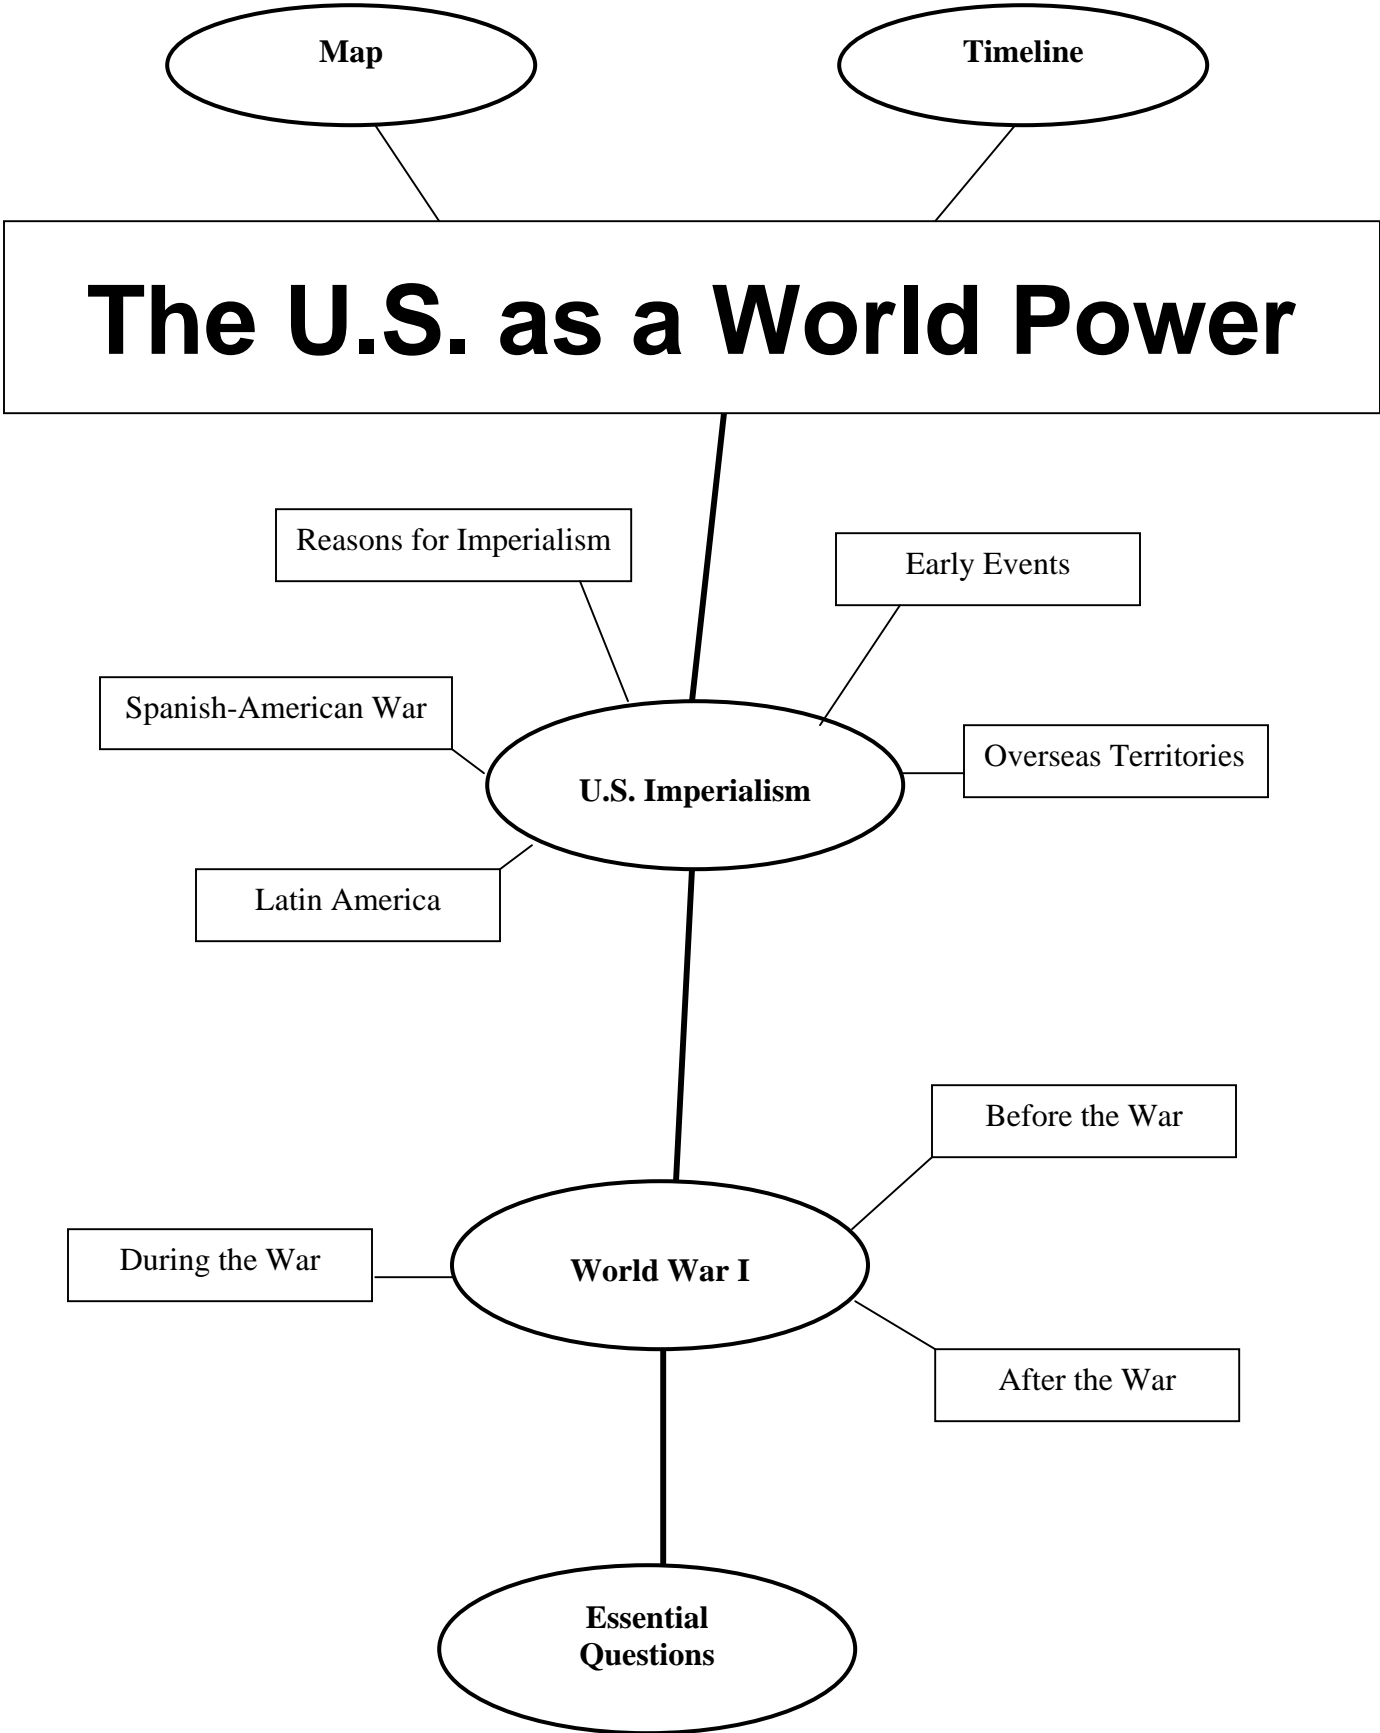 Map
Timeline
The U.S. as a World Power
Reasons for Imperialism
Early Events
Spanish-American War
Overseas Territories
U.S. Imperialism
Latin America
Before the War
During the War
World War I
After the War
Essential
Questions